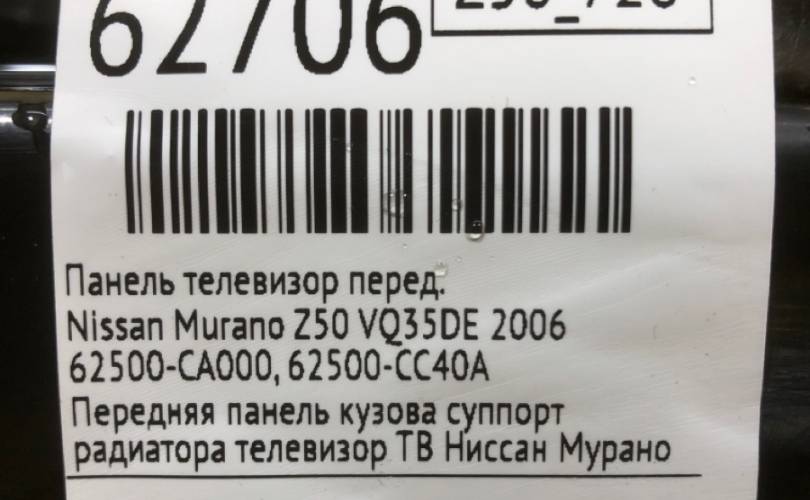 62706
Панель телевизор перед.
Nissan Murano Z50 VQ35DE 2006
62500-CA000, 62500-CC40A
Передняя панель кузова суппорт
радиатора телевизор ТВ Ниссан Мурано